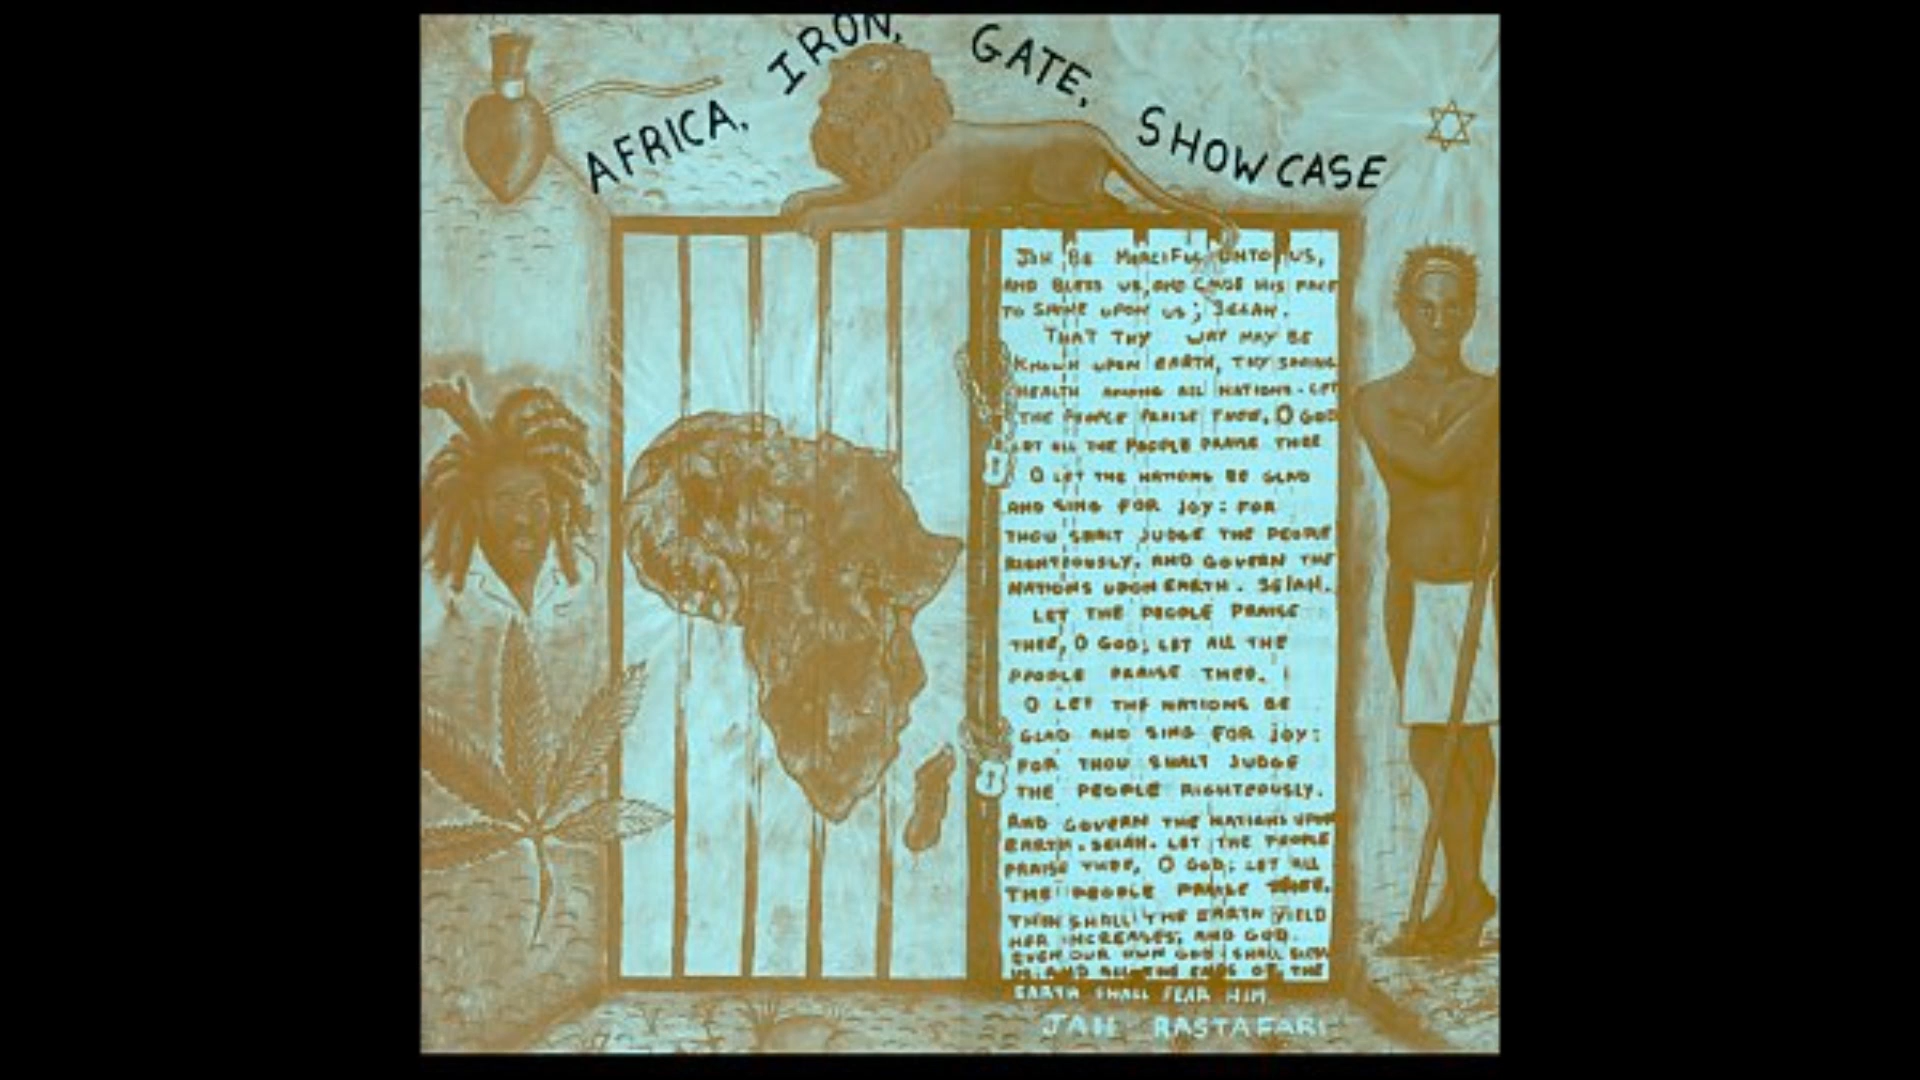 AFRICA, IRON, GATE, SHOWCASE
JAH BE MERCIFUL UNTO US,
AND BLESS US, AND CAUSE HIS FACE
TO SHINE UPON US; SELAH.
THAT THY WAY MAY BE
KNOWN UPON EARTH, THY SAVING
HEALTH AMONG ALL NATIONS. LET
THE PEOPLE PRAISE THEE, O GOD
LET ALL THE PEOPLE PRAISE THEE
O LET THE NATIONS BE GLAD
AND SING FOR JOY: FOR
THOU SHALT JUDGE THE PEOPLE
RIGHTEOUSLY, AND GOVERN THE
NATIONS UPON EARTH. SELAH.
LET THE PEOPLE PRAISE
THEE, O GOD; LET ALL THE
PEOPLE PRAISE THEE.
O LET THE NATIONS BE
GLAD AND SING FOR JOY:
FOR THOU SHALT JUDGE
THE PEOPLE RIGHTEOUSLY.
AND GOVERN THE NATIONS UPON
EARTH. SELAH. LET THE PEOPLE
PRAISE THEE, O GOD; LET ALL
THE PEOPLE PRAISE THEE.
THEN SHALL THE EARTH YIELD
HER INCREASES, AND GOD.
EVEN OUR OWN GOD SHALL BLESS
US; AND ALL THE ENDS OF THE
EARTH SHALL FEAR HIM
JAH RASTAFARI